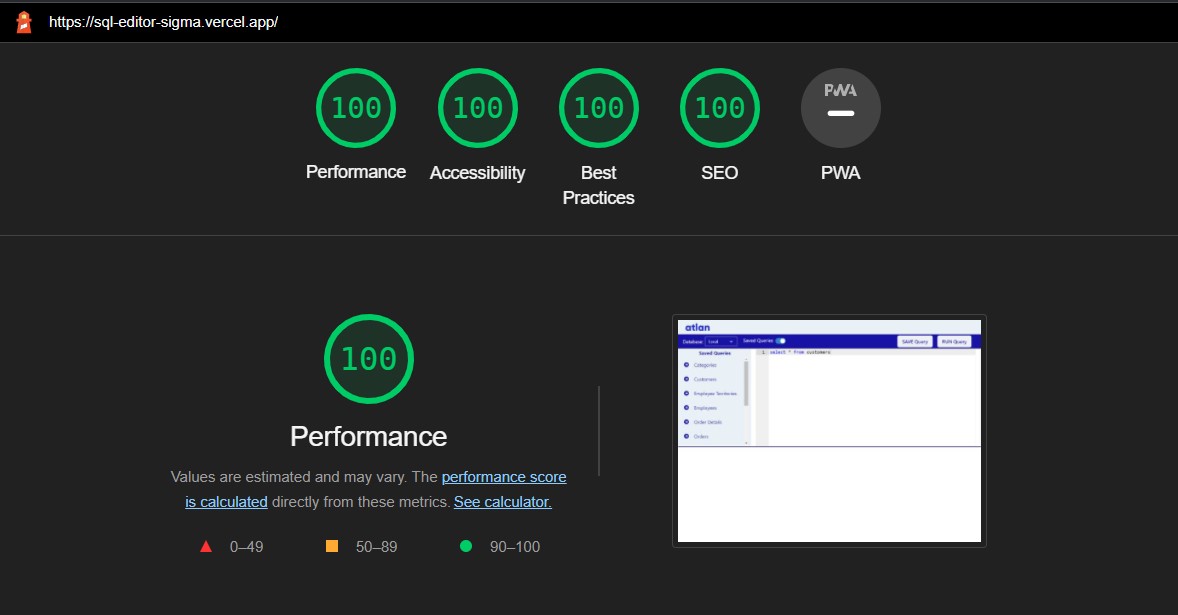 https://sql-editor-sigma.vercel.app/
100
100
100
100
PWA
Performance
Accessibility
Best
Practices
SEO
PWA
100
Performance
Values are estimated and may vary. The performance score
is calculated directly from these metrics. See calculator.
0–49
50–89
90–100
atlan
Database
Saved Queries
SAVE Query
RUN Query
Saved Queries
1
select * from customers
Categories
Customers
Employee Territories
Employees
Order Details
Orders